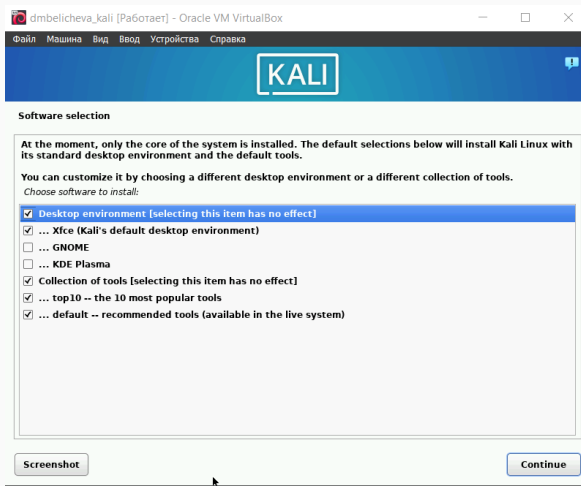 dmbelicheva_kali [Работает] - Oracle VM VirtualBox
Файл Машина Вид Ввод Устройства Справка
KALI
Software selection
At the moment, only the core of the system is installed. The default selections below will install Kali Linux with
its standard desktop environment and the default tools.
You can customize it by choosing a different desktop environment or a different collection of tools.
Choose software to install:
Desktop environment [selecting this item has no effect]
... Xfce (Kali's default desktop environment)
... GNOME
... KDE Plasma
Collection of tools [selecting this item has no effect]
... top10 -- the 10 most popular tools
... default -- recommended tools (available in the live system)
Screenshot Continue